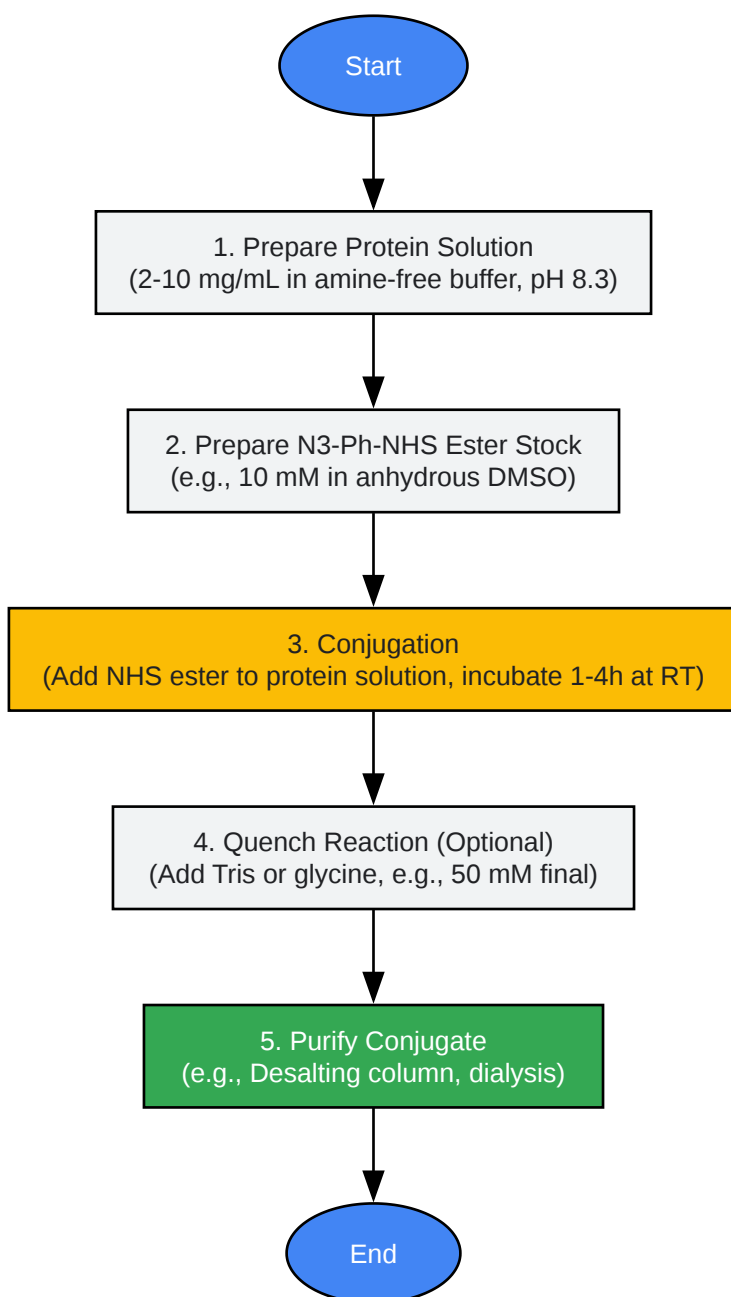 Start
1. Prepare Protein Solution
(2-10 mg/mL in amine-free buffer, pH 8.3)
2. Prepare N3-Ph-NHS Ester Stock
(e.g., 10 mM in anhydrous DMSO)
3. Conjugation
(Add NHS ester to protein solution, incubate 1-4h at RT)
4. Quench Reaction (Optional)
(Add Tris or glycine, e.g., 50 mM final)
5. Purify Conjugate
(e.g., Desalting column, dialysis)
End